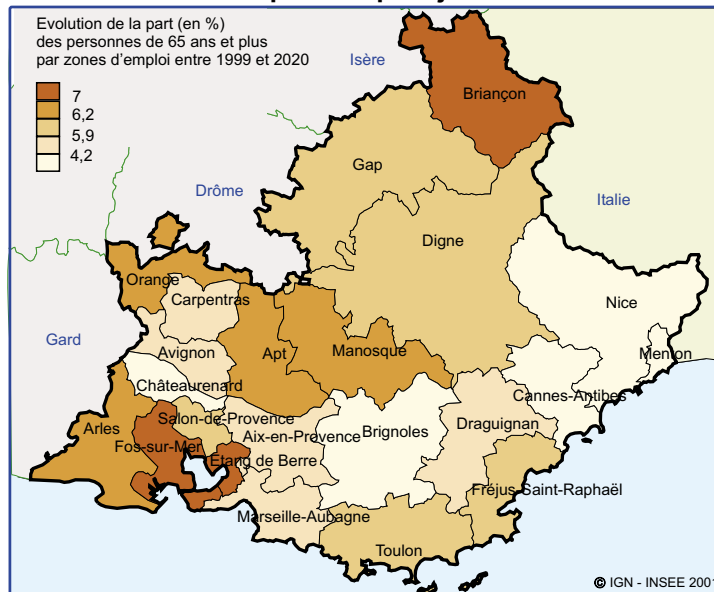 Evolution de la part (en %)
des personnes de 65 ans et plus
par zones d'emploi entre 1999 et 2020
7
6,2
5,9
4,2
Isère
Briançon
Gap
Drôme
Italie
Digne
Orange
Carpentras
Nice
Gard
Avignon
Apt
Manosque
Menton
Châteaurenard
Cannes-Antibes
Salon-de-Provence
Arles
Aix-en-Provence
Brignoles
Draguignan
Fos-sur-Mer
Etang de Berre
Fréjus-Saint-Raphaël
Marseille-Aubagne
Toulon
© IGN - INSEE 2001